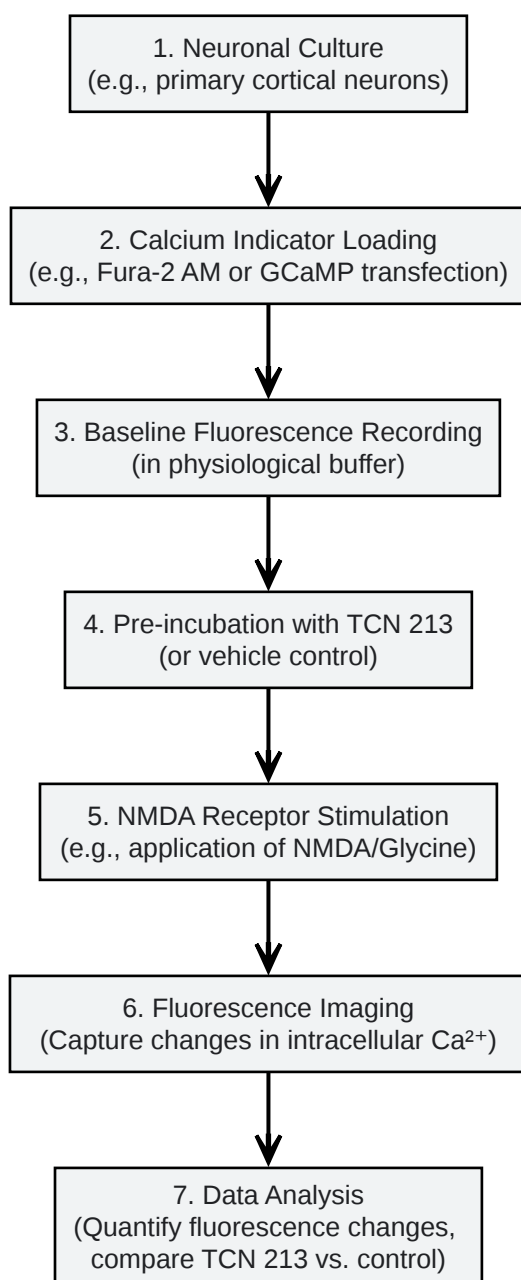 1. Neuronal Culture
(e.g., primary cortical neurons)
2. Calcium Indicator Loading
(e.g., Fura-2 AM or GCaMP transfection)
3. Baseline Fluorescence Recording
(in physiological buffer)
4. Pre-incubation with TCN 213
(or vehicle control)
5. NMDA Receptor Stimulation
(e.g., application of NMDA/Glycine)
6. Fluorescence Imaging
(Capture changes in intracellular Ca²⁺)
7. Data Analysis
(Quantify fluorescence changes,
compare TCN 213 vs. control)